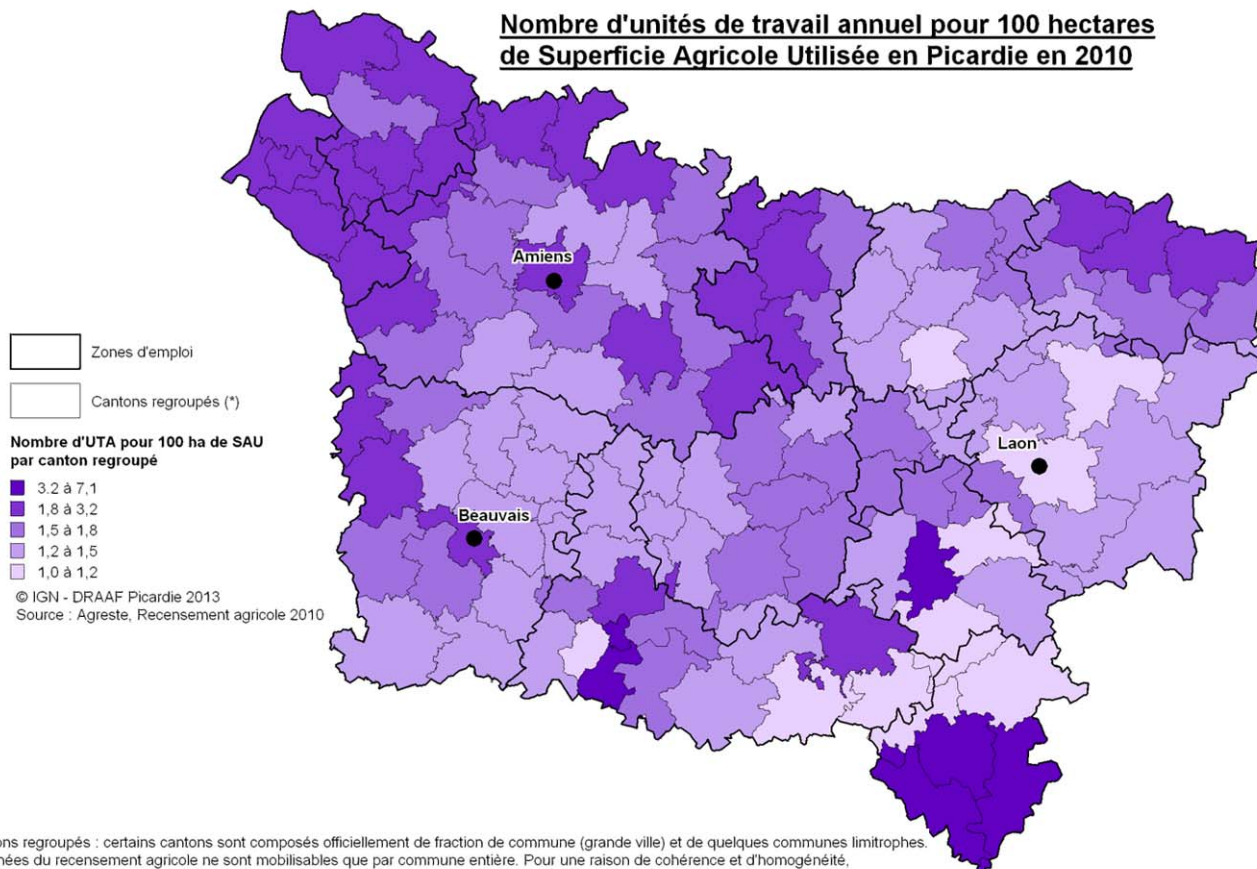 Nombre d'unités de travail annuel pour 100 hectares
de Superficie Agricole Utilisée en Picardie en 2010
Amiens
Zones d'emploi
Cantons regroupés (*)
Nombre d'UTA pour 100 ha de SAU
par canton regroupé
3.2 à 7,1
1,8 à 3,2
1,5 à 1,8
1,2 à 1,5
1,0 à 1,2
© IGN - DRAAF Picardie 2013
Source : Agreste, Recensement agricole 2010
Laon
Beauvais
regroupés : certains cantons sont composés officiellement de fraction de commune (grande ville) et de quelques communes limitrophes.
du recensement agricole ne sont mobilisables que par commune entière. Pour une raison de cohérence et d'homogénéité,